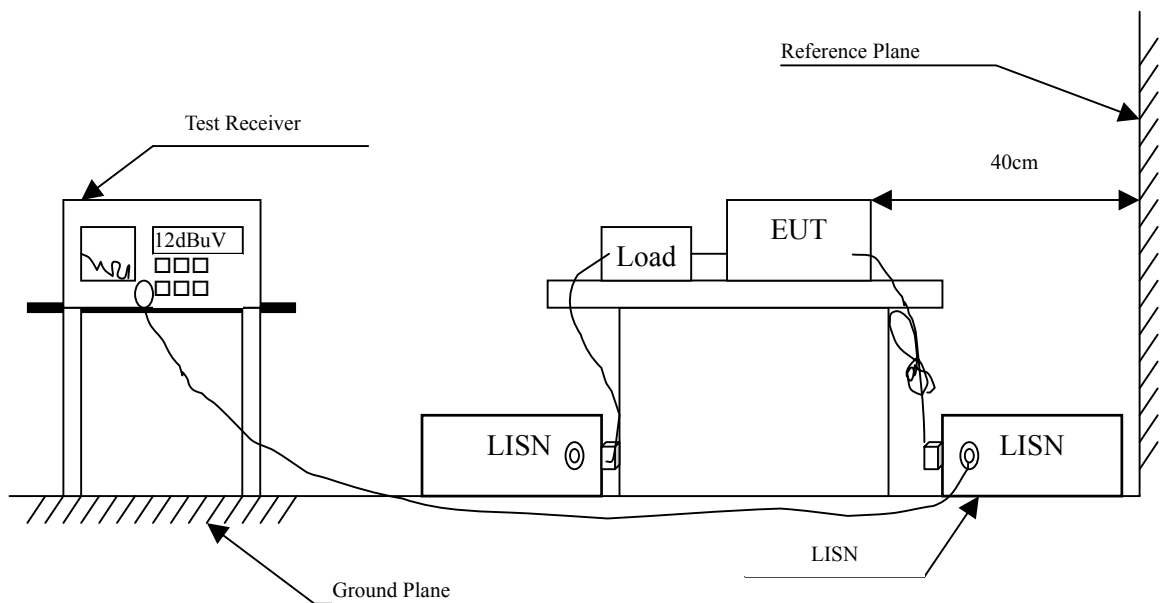 Reference Plane
Test Receiver
40cm
12dBuV
Load
EUT
LISN
LISN
LISN
Ground Plane